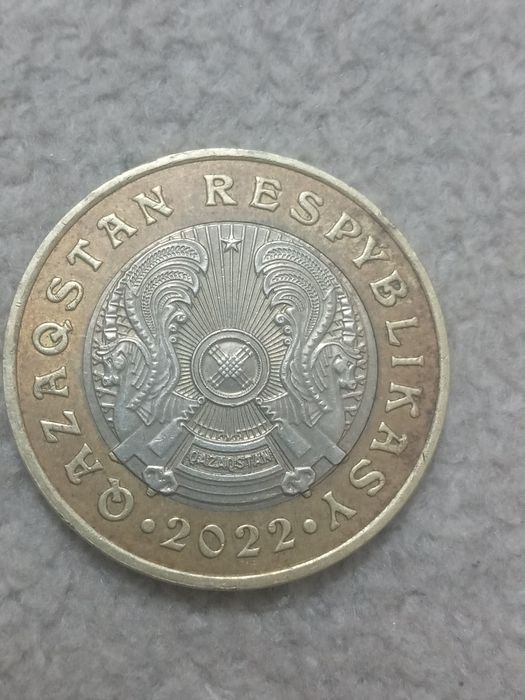 QAZAQSTAN RESPYBLIKASY
QAZAQSTAN
• 2022 •